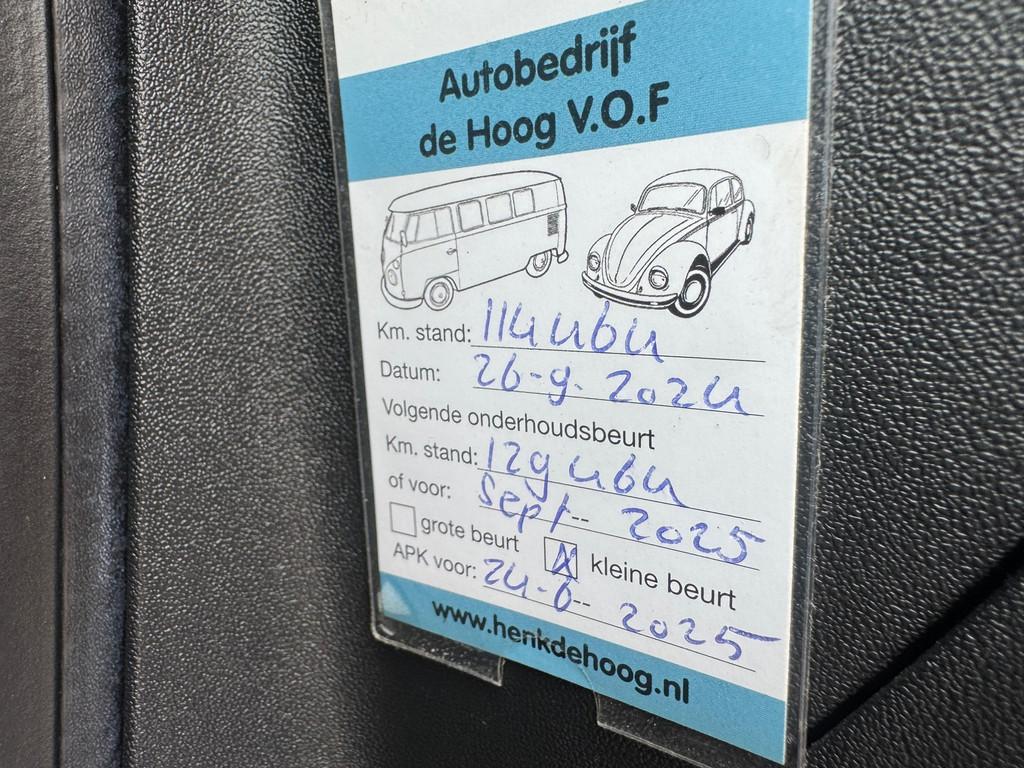 Autobedrijf
de Hoog V.O.F
Km. stand: 114464
Datum: 26-9-2024
Volgende onderhoudsbeurt
Km. stand: 129464
of voor: Sept-- 2025
grote beurt X kleine beurt
APK voor: 24-6-- 2025
www.henkdehoog.nl